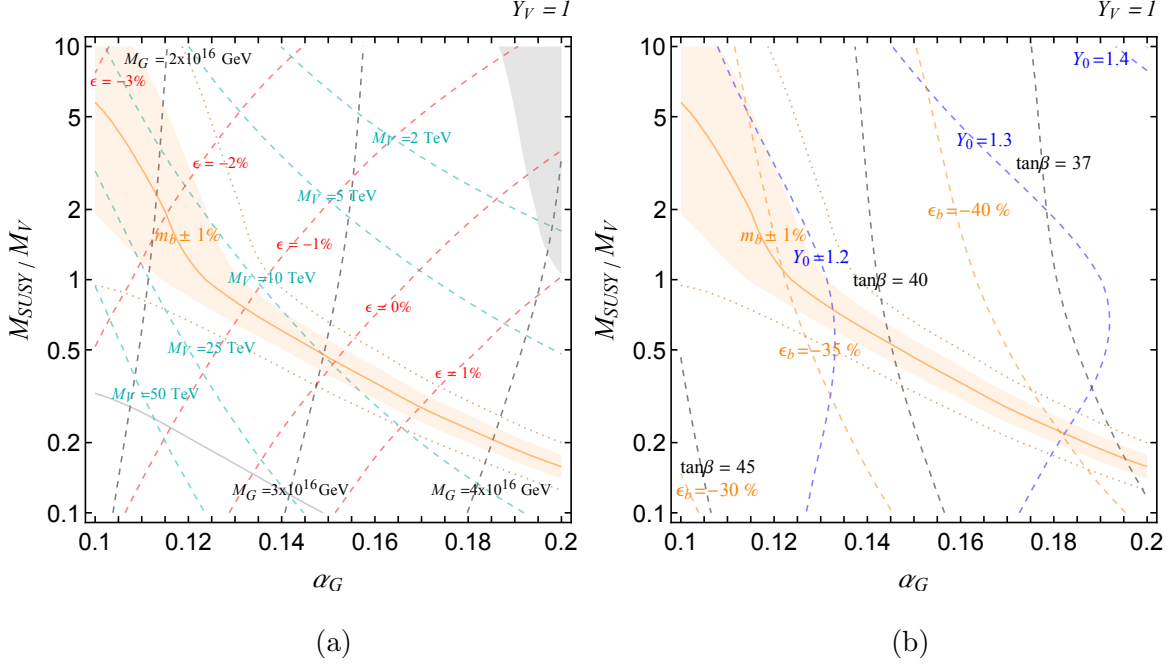 Y_V = 1
M_SUSY / M_V
10
5
2
1
0.5
0.2
0.1
M_G = 2x10^16 GeV
ϵ = −3%
ϵ = −2%
M_V = 2 TeV
M_V = 5 TeV
m_b ± 1%
ϵ = −1%
M_V = 10 TeV
ϵ = 0%
M_V = 25 TeV
ϵ = 1%
M_V = 50 TeV
M_G = 3x10^16 GeV
M_G = 4x10^16 GeV
0.1 0.12 0.14 0.16 0.18 0.2
α_G
(a)
Y_V = 1
M_SUSY / M_V
10
5
2
1
0.5
0.2
0.1
Y_0 = 1.4
Y_0 = 1.3
tanβ = 37
ϵ_b = −40 %
m_b ± 1%
Y_0 = 1.2
tanβ = 40
ϵ_b = −35 %
tanβ = 45
ϵ_b = −30 %
0.1 0.12 0.14 0.16 0.18 0.2
α_G
(b)